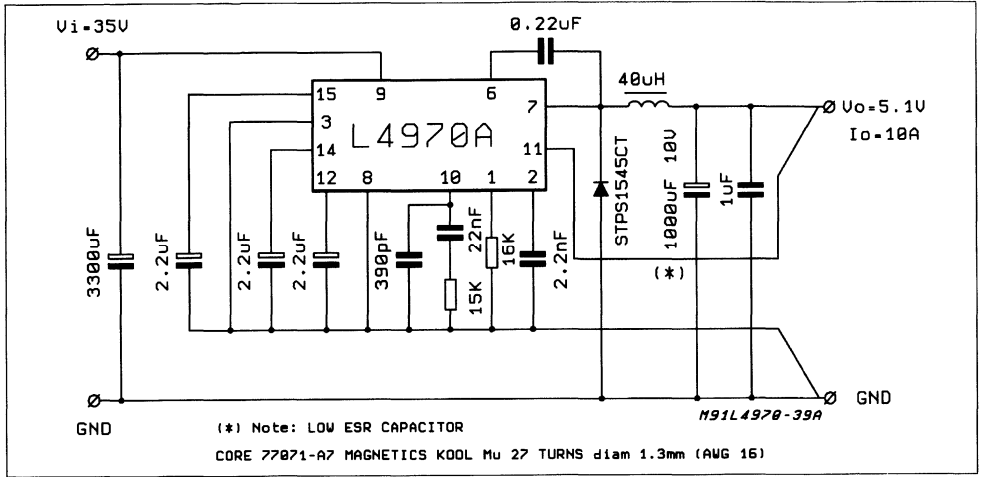 Vi=35V
0.22uF
40uH
15
9
6
7
3
L4970A
14
11
12
8
10
1
2
Vo=5.1V
Io=10A
3300uF
2.2uF
2.2uF
2.2uF
390pF
22nF
15K
16K
2.2nF
STPS1545CT
1000uF 10V
(*)
1uF
M91L4970-39A
GND
GND
(*) Note: LOW ESR CAPACITOR
CORE 77071-A7 MAGNETICS KOOL Mu 27 TURNS diam 1.3mm (AWG 16)